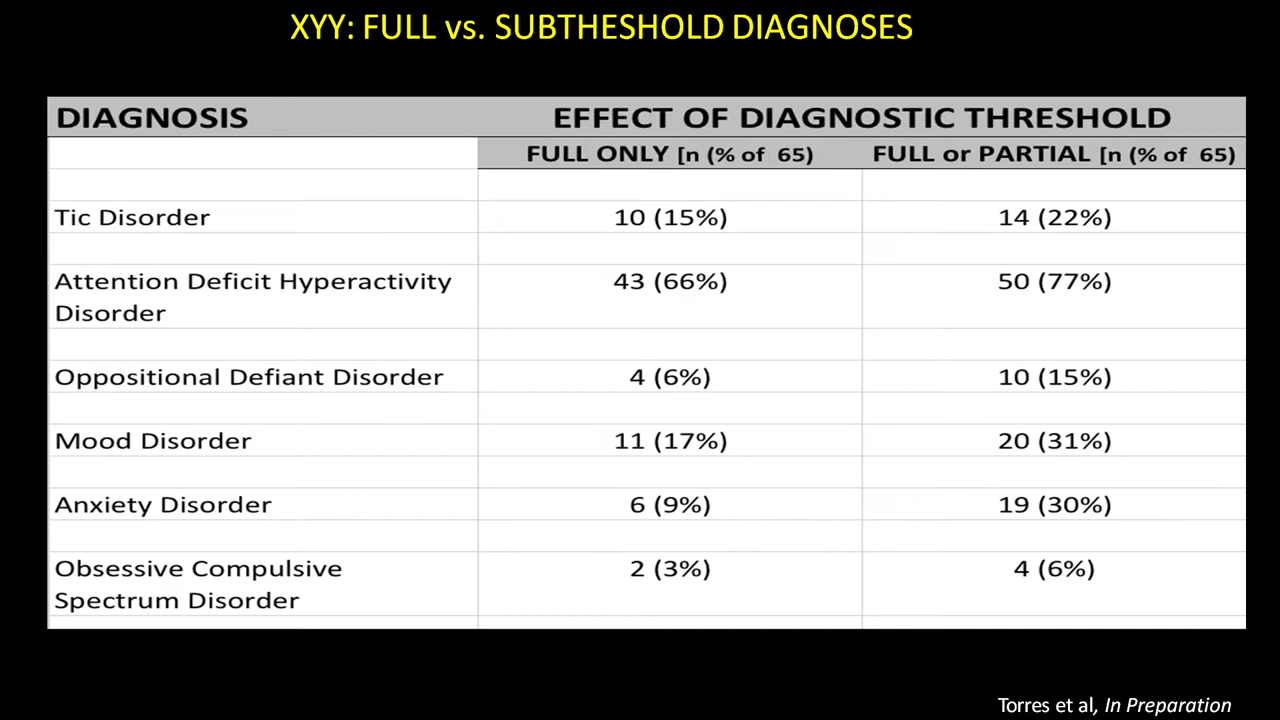 XYY: FULL vs. SUBTHESHOLD DIAGNOSES
DIAGNOSIS EFFECT OF DIAGNOSTIC THRESHOLD
FULL ONLY [n (% of 65) FULL or PARTIAL [n (% of 65)
Tic Disorder 10 (15%) 14 (22%)
Attention Deficit Hyperactivity 43 (66%) 50 (77%)
Disorder
Oppositional Defiant Disorder 4 (6%) 10 (15%)
Mood Disorder 11 (17%) 20 (31%)
Anxiety Disorder 6 (9%) 19 (30%)
Obsessive Compulsive 2 (3%) 4 (6%)
Spectrum Disorder
Torres et al, In Preparation